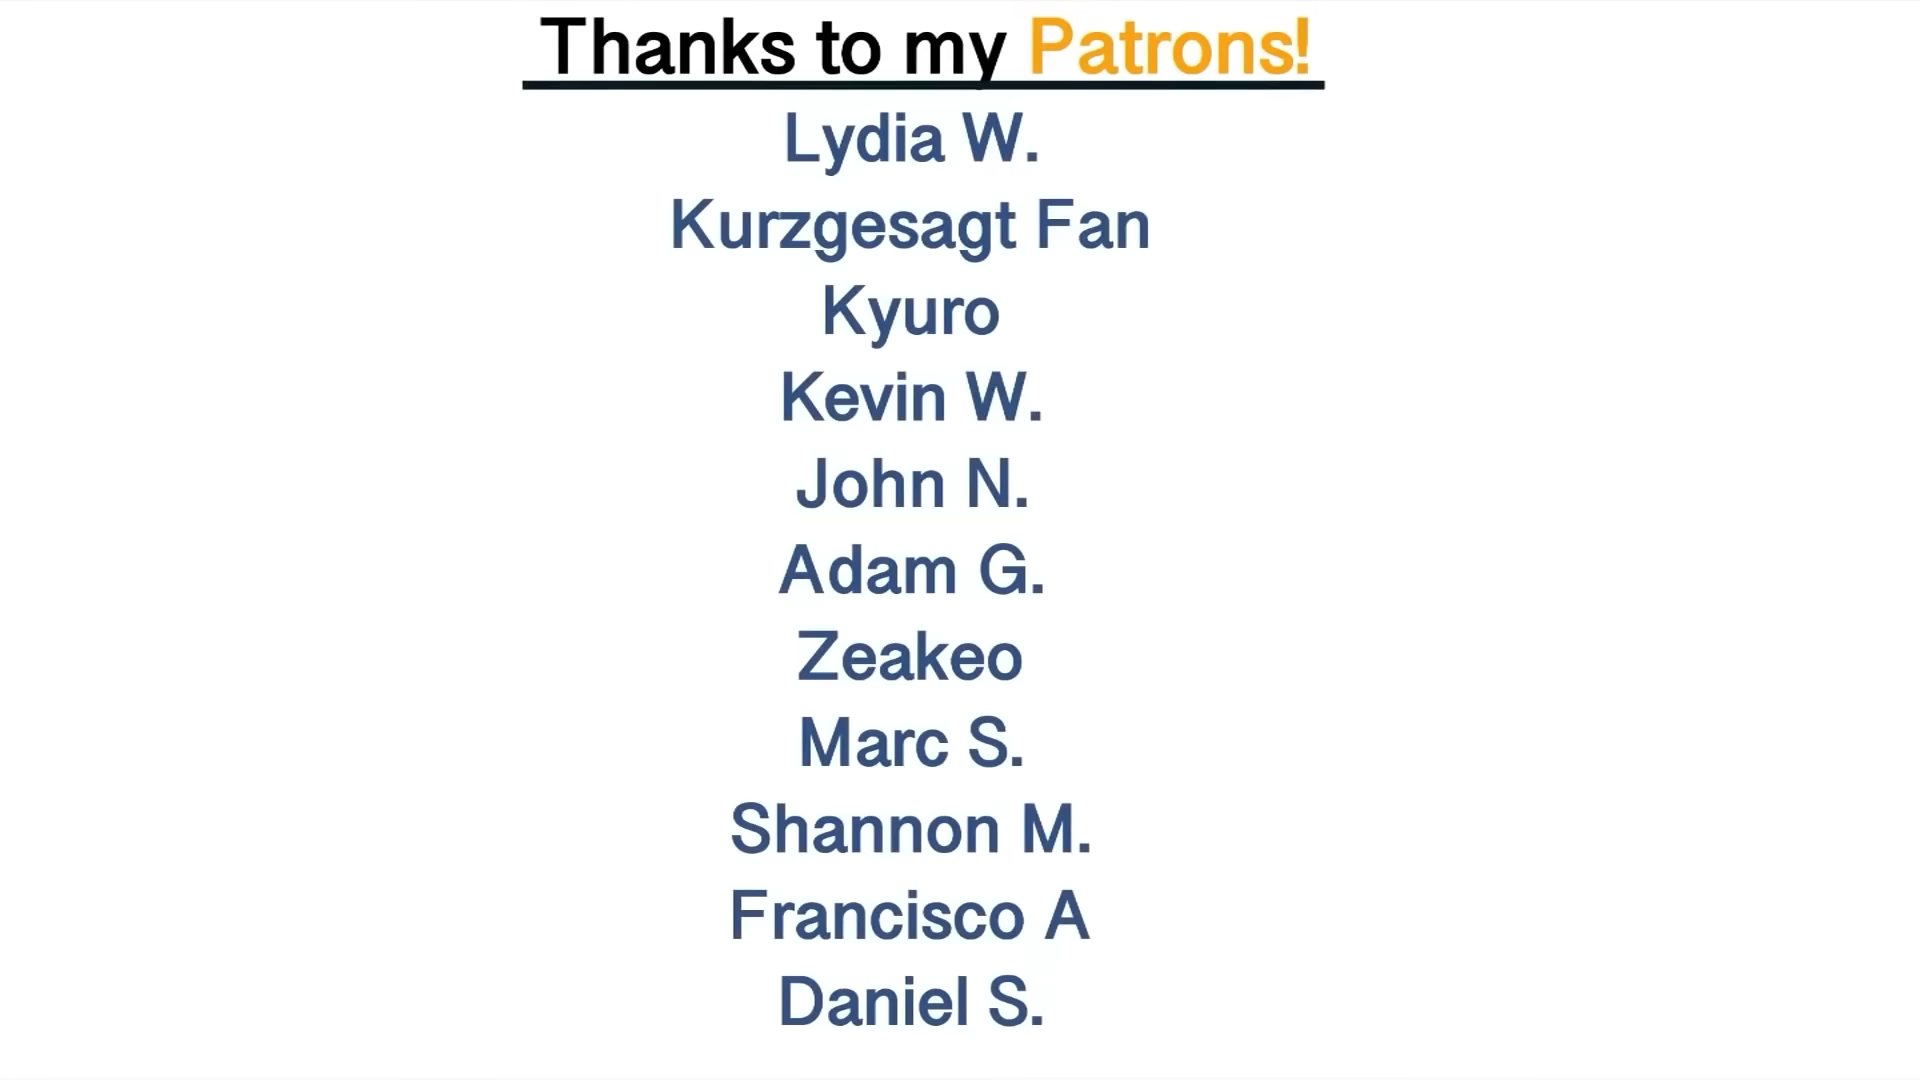 Thanks to my Patrons!
Lydia W.
Kurzgesagt Fan
Kyuro
Kevin W.
John N.
Adam G.
Zeakeo
Marc S.
Shannon M.
Francisco A
Daniel S.